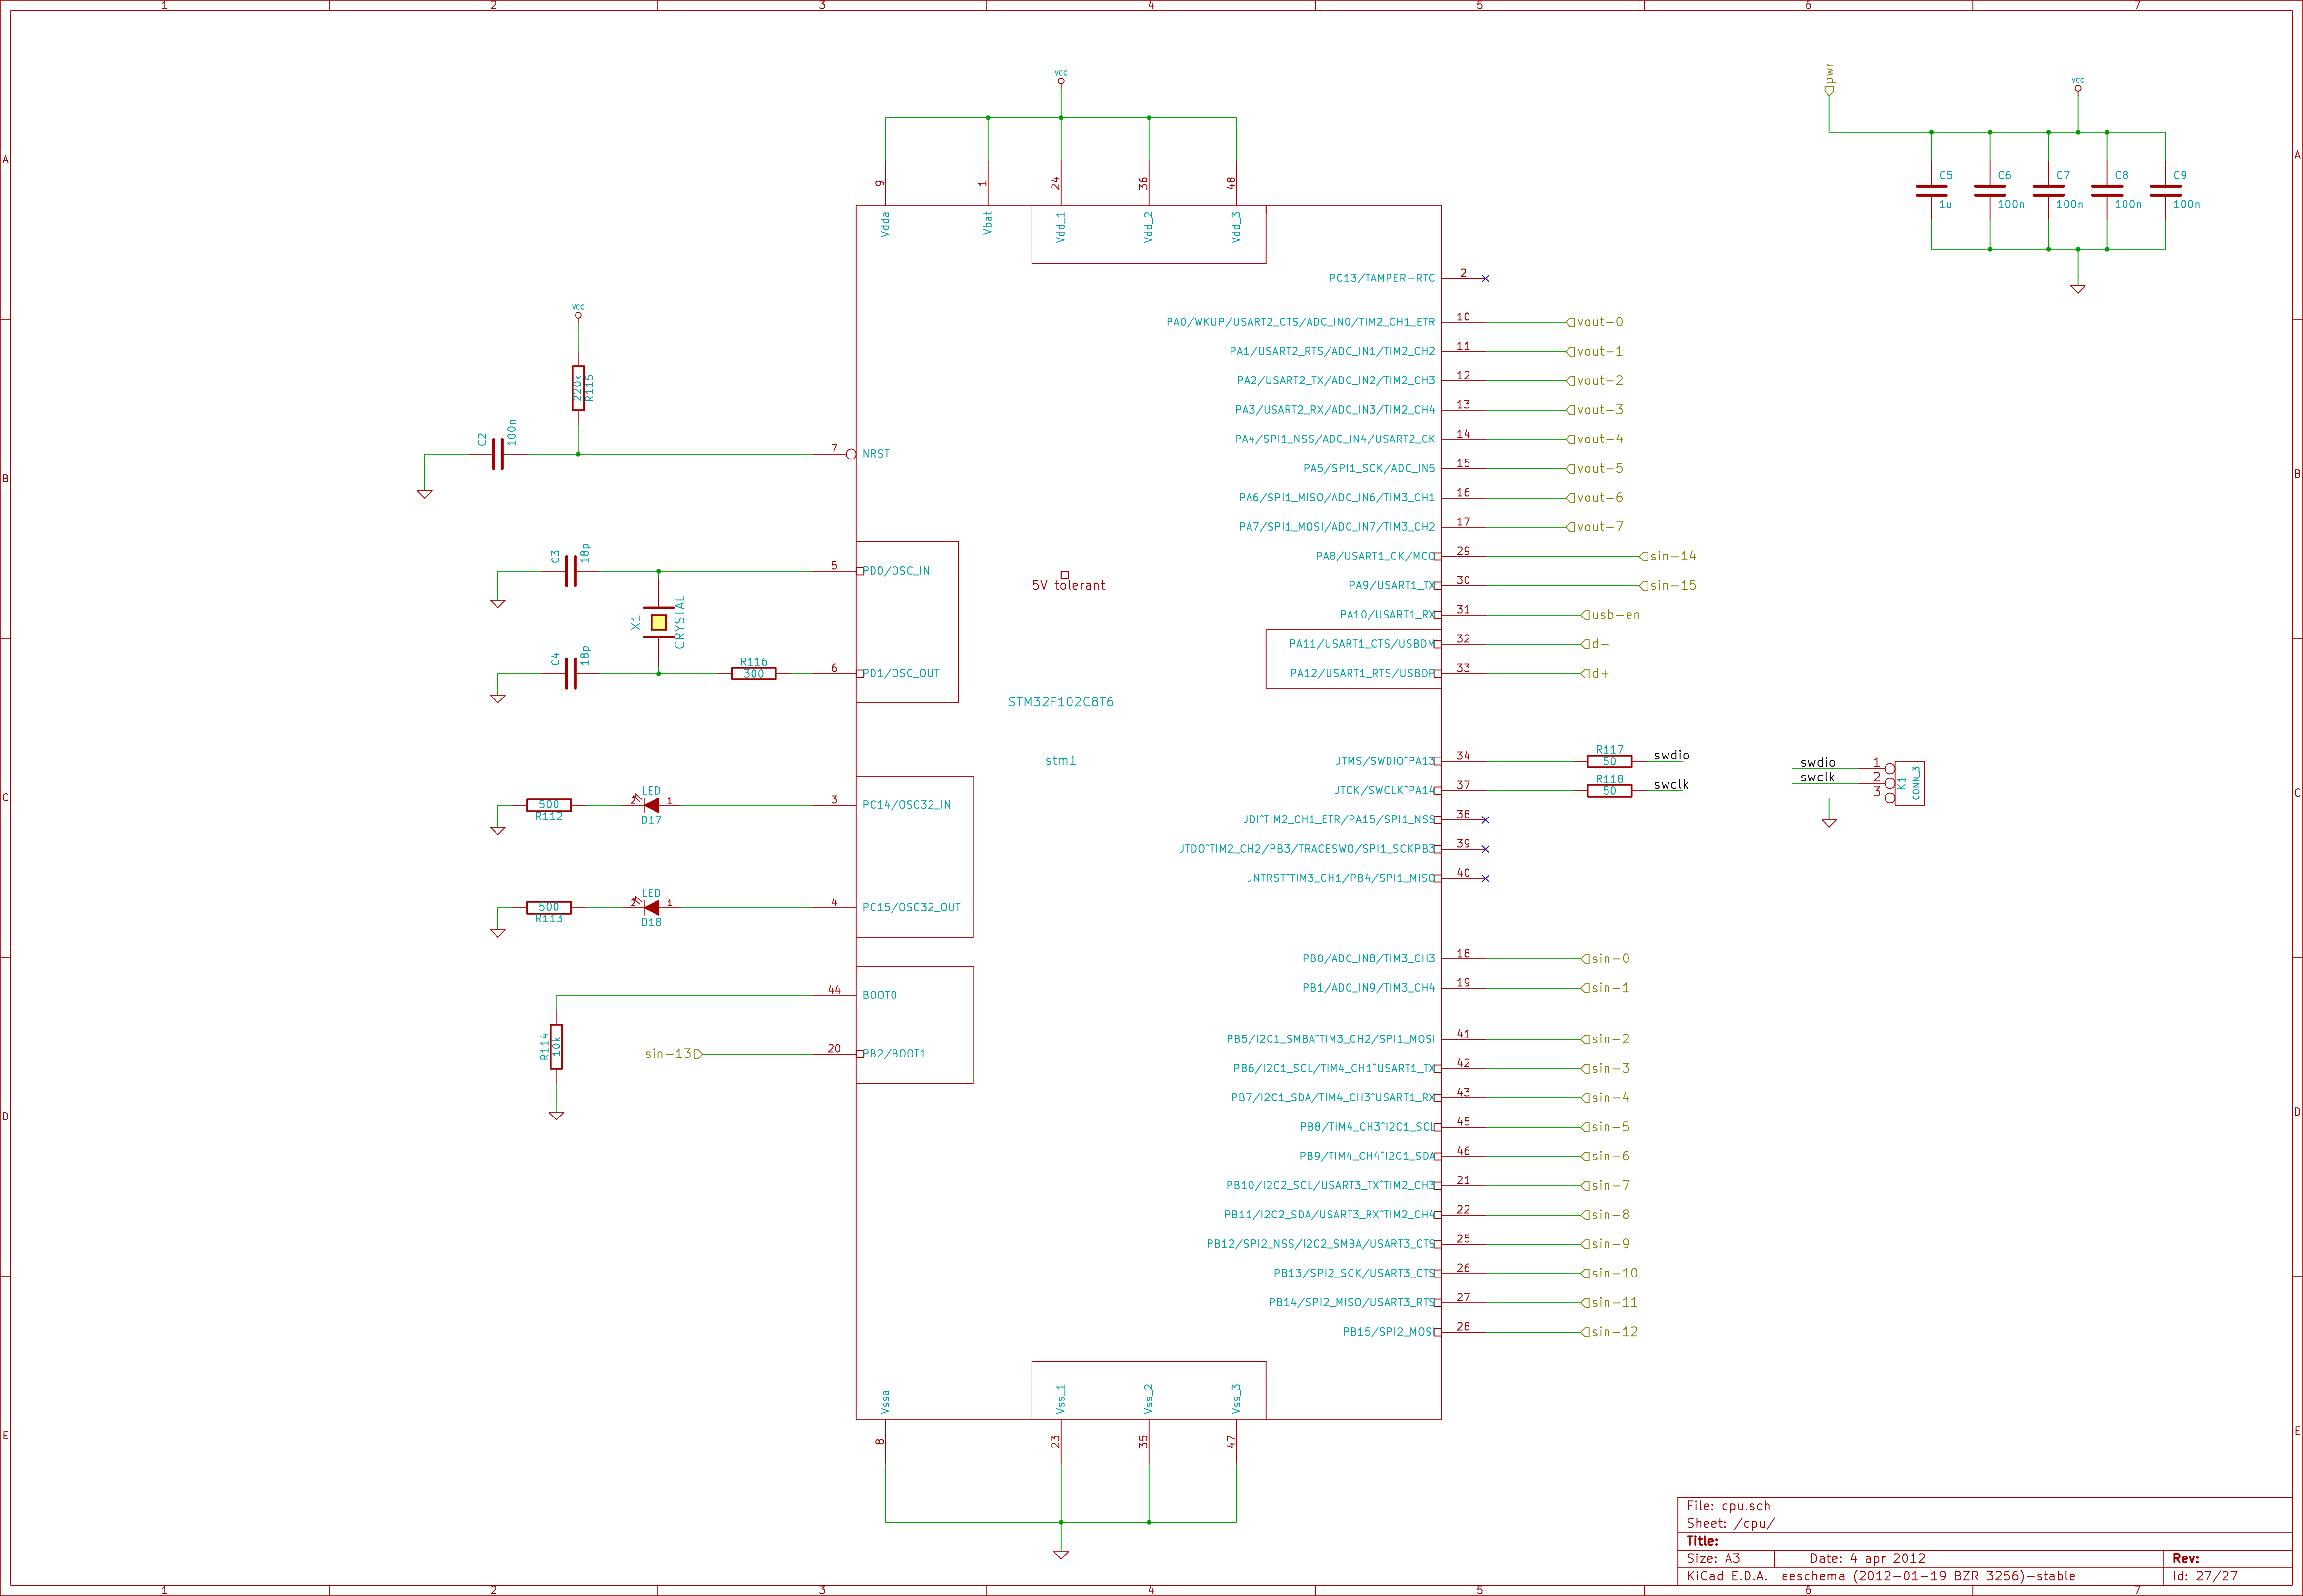 1 2 3 4 5 6 7
A
B
C
D
E
A
B
C
D
E
VCC
9
1
24
36
48
Vdda
Vbat
Vdd_1
Vdd_2
Vdd_3
pwr
VCC
C5
1u
C6
100n
C7
100n
C8
100n
C9
100n
VCC
220k
R115
C2
100n
7
NRST
C3
18p
5
PD0/OSC_IN
X1
CRYSTAL
C4
18p
R116
300
6
PD1/OSC_OUT
LED
500
R112
2
1
D17
3
PC14/OSC32_IN
LED
500
R113
2
1
D18
4
PC15/OSC32_OUT
44
BOOT0
R114
10k
sin-13
20
PB2/BOOT1
5V tolerant
STM32F102C8T6
stm1
PC13/TAMPER-RTC 2
PA0/WKUP/USART2_CTS/ADC_IN0/TIM2_CH1_ETR 10 vout-0
PA1/USART2_RTS/ADC_IN1/TIM2_CH2 11 vout-1
PA2/USART2_TX/ADC_IN2/TIM2_CH3 12 vout-2
PA3/USART2_RX/ADC_IN3/TIM2_CH4 13 vout-3
PA4/SPI1_NSS/ADC_IN4/USART2_CK 14 vout-4
PA5/SPI1_SCK/ADC_IN5 15 vout-5
PA6/SPI1_MISO/ADC_IN6/TIM3_CH1 16 vout-6
PA7/SPI1_MOSI/ADC_IN7/TIM3_CH2 17 vout-7
PA8/USART1_CK/MCO 29 sin-14
PA9/USART1_TX 30 sin-15
PA10/USART1_RX 31 usb-en
PA11/USART1_CTS/USBDM 32 d-
PA12/USART1_RTS/USBDP 33 d+
JTMS/SWDIO^PA13 34 R117 50 swdio
JTCK/SWCLK^PA14 37 R118 50 swclk
JDI^TIM2_CH1_ETR/PA15/SPI1_NSS 38
JTDO^TIM2_CH2/PB3/TRACESWO/SPI1_SCKPB3 39
JNTRST^TIM3_CH1/PB4/SPI1_MISO 40
swdio 1
swclk 2
3
K1
CONN_3
PB0/ADC_IN8/TIM3_CH3 18 sin-0
PB1/ADC_IN9/TIM3_CH4 19 sin-1
PB5/I2C1_SMBA^TIM3_CH2/SPI1_MOSI 41 sin-2
PB6/I2C1_SCL/TIM4_CH1^USART1_TX 42 sin-3
PB7/I2C1_SDA/TIM4_CH3^USART1_RX 43 sin-4
PB8/TIM4_CH3^I2C1_SCL 45 sin-5
PB9/TIM4_CH4^I2C1_SDA 46 sin-6
PB10/I2C2_SCL/USART3_TX^TIM2_CH3 21 sin-7
PB11/I2C2_SDA/USART3_RX^TIM2_CH4 22 sin-8
PB12/SPI2_NSS/I2C2_SMBA/USART3_CTS 25 sin-9
PB13/SPI2_SCK/USART3_CTS 26 sin-10
PB14/SPI2_MISO/USART3_RTS 27 sin-11
PB15/SPI2_MOSI 28 sin-12
Vssa
Vss_1
Vss_2
Vss_3
8
23
35
47
File: cpu.sch
Sheet: /cpu/
Title:
Size: A3 Date: 4 apr 2012 Rev:
KiCad E.D.A. eeschema (2012-01-19 BZR 3256)-stable Id: 27/27
1 2 3 4 5 6 7